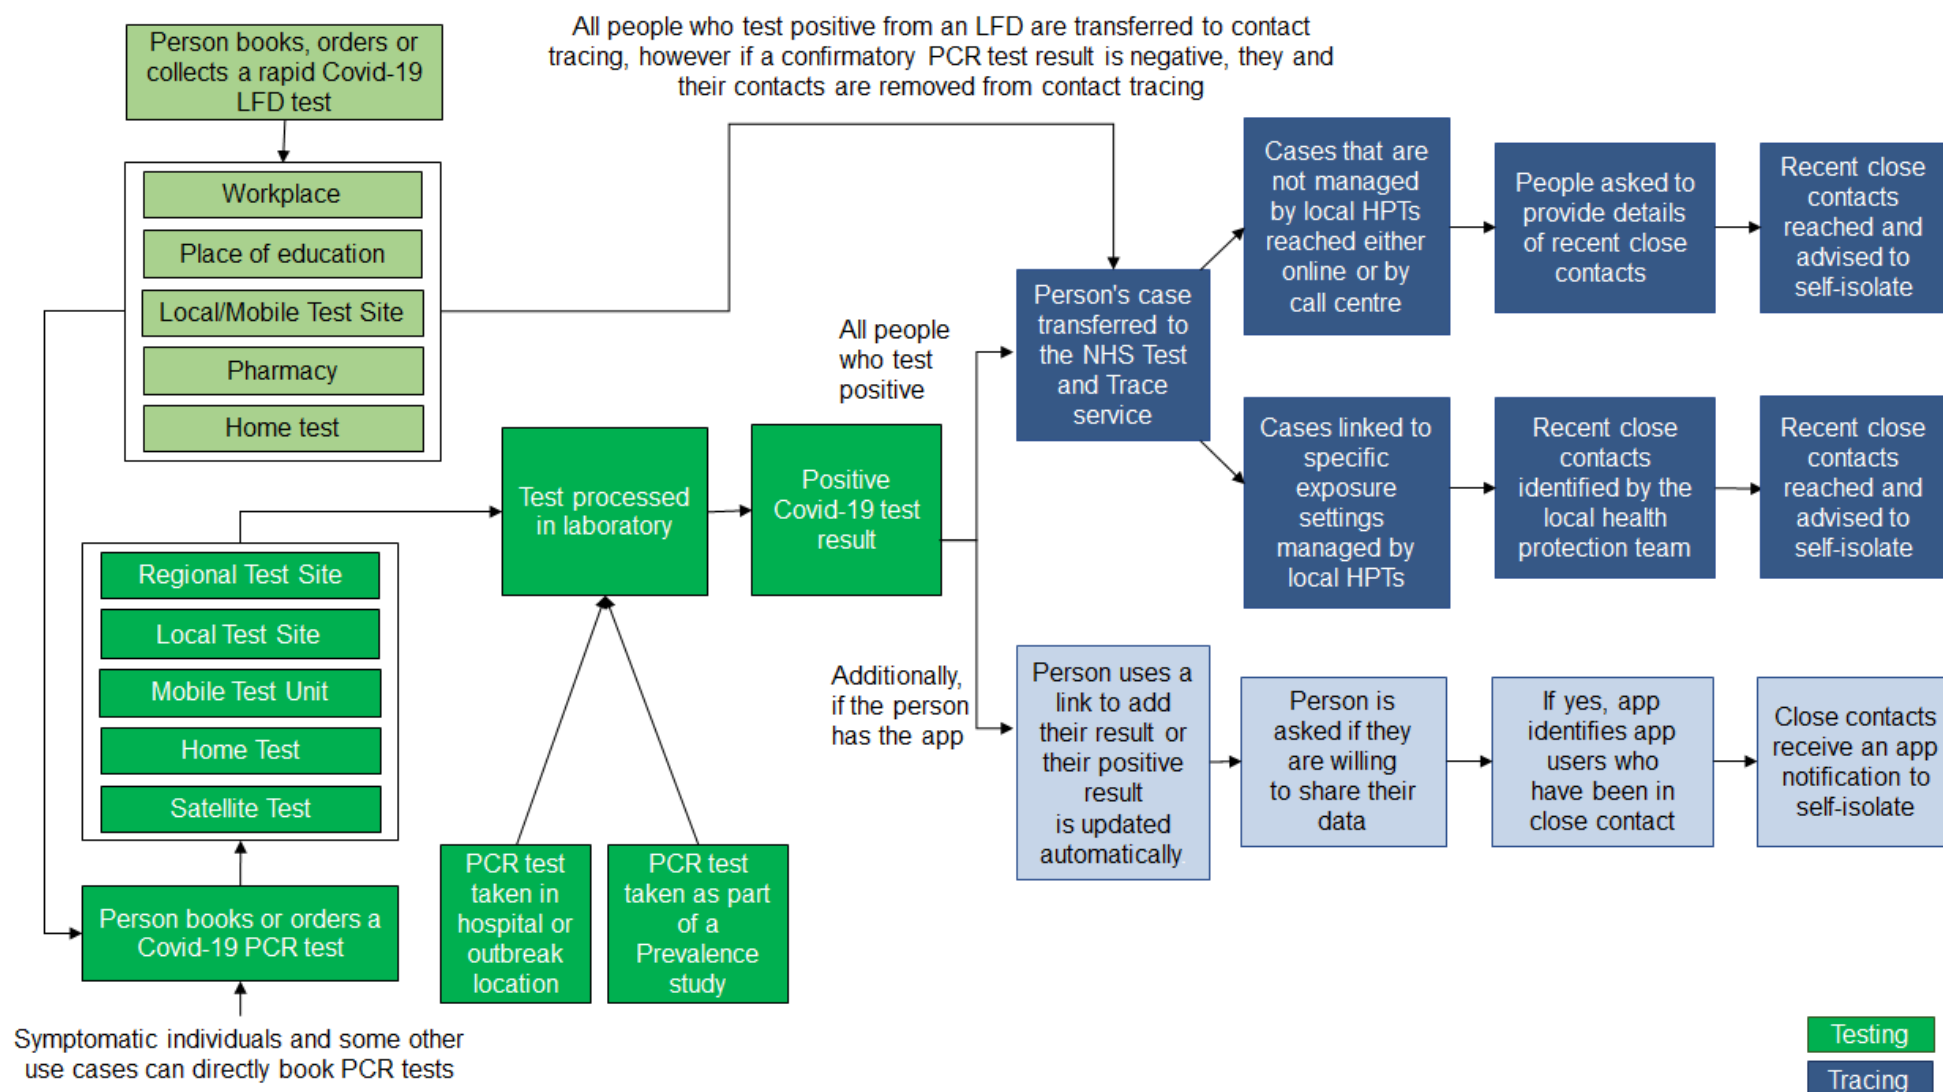 Person books, orders or
collects a rapid Covid-19
LFD test
All people who test positive from an LFD are transferred to contact
tracing, however if a confirmatory PCR test result is negative, they and
their contacts are removed from contact tracing
Workplace
Place of education
Local/Mobile Test Site
Pharmacy
Home test
Regional Test Site
Local Test Site
Mobile Test Unit
Home Test
Satellite Test
Person books or orders a
Covid-19 PCR test
Symptomatic individuals and some other
use cases can directly book PCR tests
Test processed
in laboratory
PCR test
taken in
hospital or
outbreak
location
PCR test
taken as part
of a
Prevalence
study
Positive
Covid-19 test
result
All people
who test
positive
Additionally,
if the person
has the app
Person's case
transferred to
the NHS Test
and Trace
service
Cases that are
not managed
by local HPTs
reached either
online or by
call centre
People asked to
provide details
of recent close
contacts
Recent close
contacts
reached and
advised to
self-isolate
Cases linked to
specific
exposure
settings
managed by
local HPTs
Recent close
contacts
identified by the
local health
protection team
Recent close
contacts
reached and
advised to
self-isolate
Person uses a
link to add
their result or
their positive
result
is updated
automatically
Person is
asked if they
are willing
to share their
data
If yes, app
identifies app
users who
have been in
close contact
Close contacts
receive an app
notification to
self-isolate
Testing
Tracing